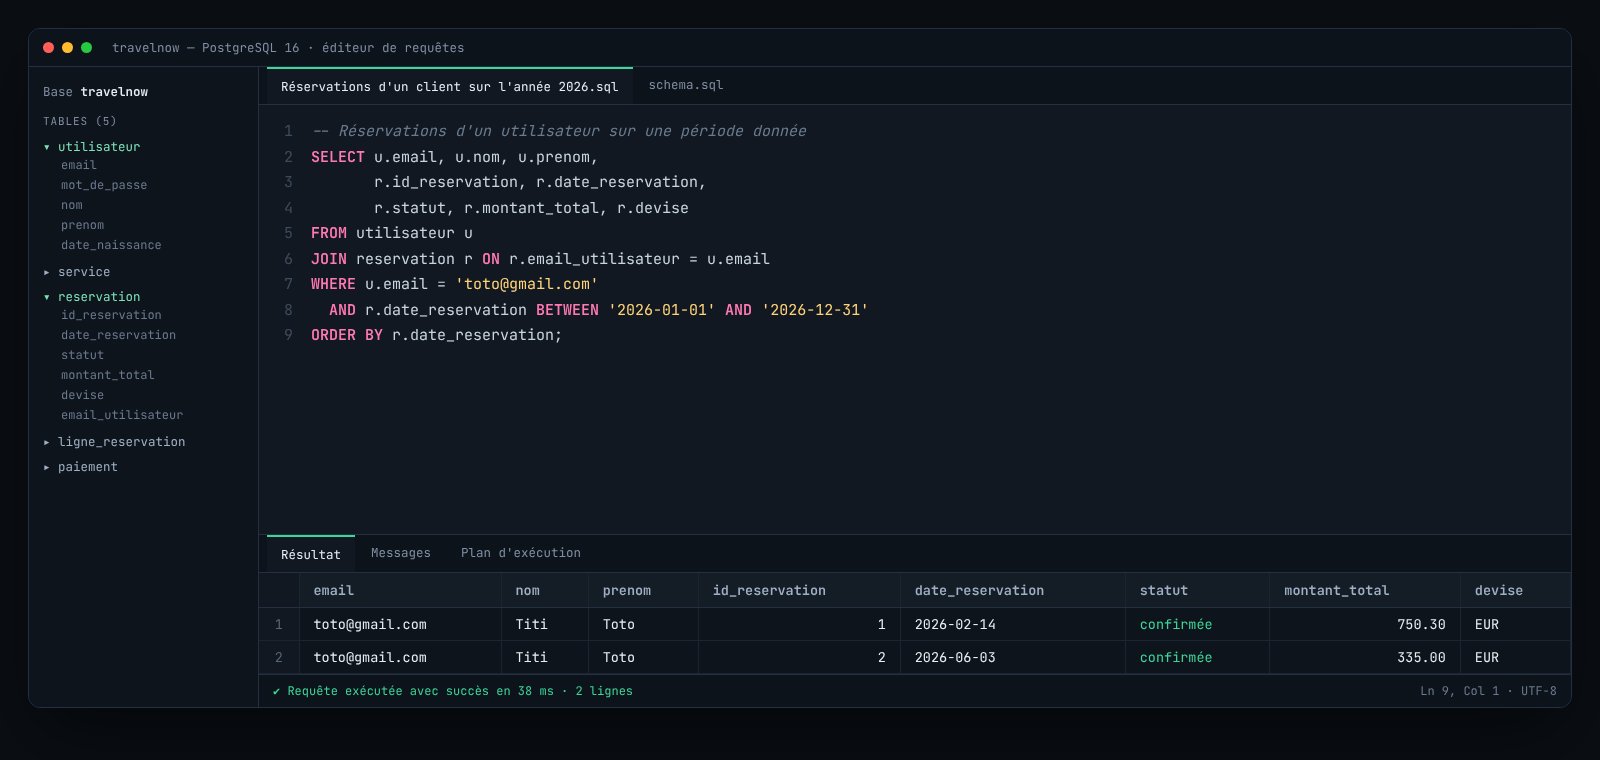 travelnow — PostgreSQL 16 · éditeur de requêtes
Base travelnow
TABLES (5)
▾ utilisateur
email
mot_de_passe
nom
prenom
date_naissance
▸ service
▾ reservation
id_reservation
date_reservation
statut
montant_total
devise
email_utilisateur
▸ ligne_reservation
▸ paiement
Réservations d'un client sur l'année 2026.sql schema.sql
1 -- Réservations d'un utilisateur sur une période donnée
2 SELECT u.email, u.nom, u.prenom,
3 r.id_reservation, r.date_reservation,
4 r.statut, r.montant_total, r.devise
5 FROM utilisateur u
6 JOIN reservation r ON r.email_utilisateur = u.email
7 WHERE u.email = 'toto@gmail.com'
8 AND r.date_reservation BETWEEN '2026-01-01' AND '2026-12-31'
9 ORDER BY r.date_reservation;
Résultat Messages Plan d'exécution
email nom prenom id_reservation date_reservation statut montant_total devise
1 toto@gmail.com Titi Toto 1 2026-02-14 confirmée 750.30 EUR
2 toto@gmail.com Titi Toto 2 2026-06-03 confirmée 335.00 EUR
✔ Requête exécutée avec succès en 38 ms · 2 lignes Ln 9, Col 1 · UTF-8